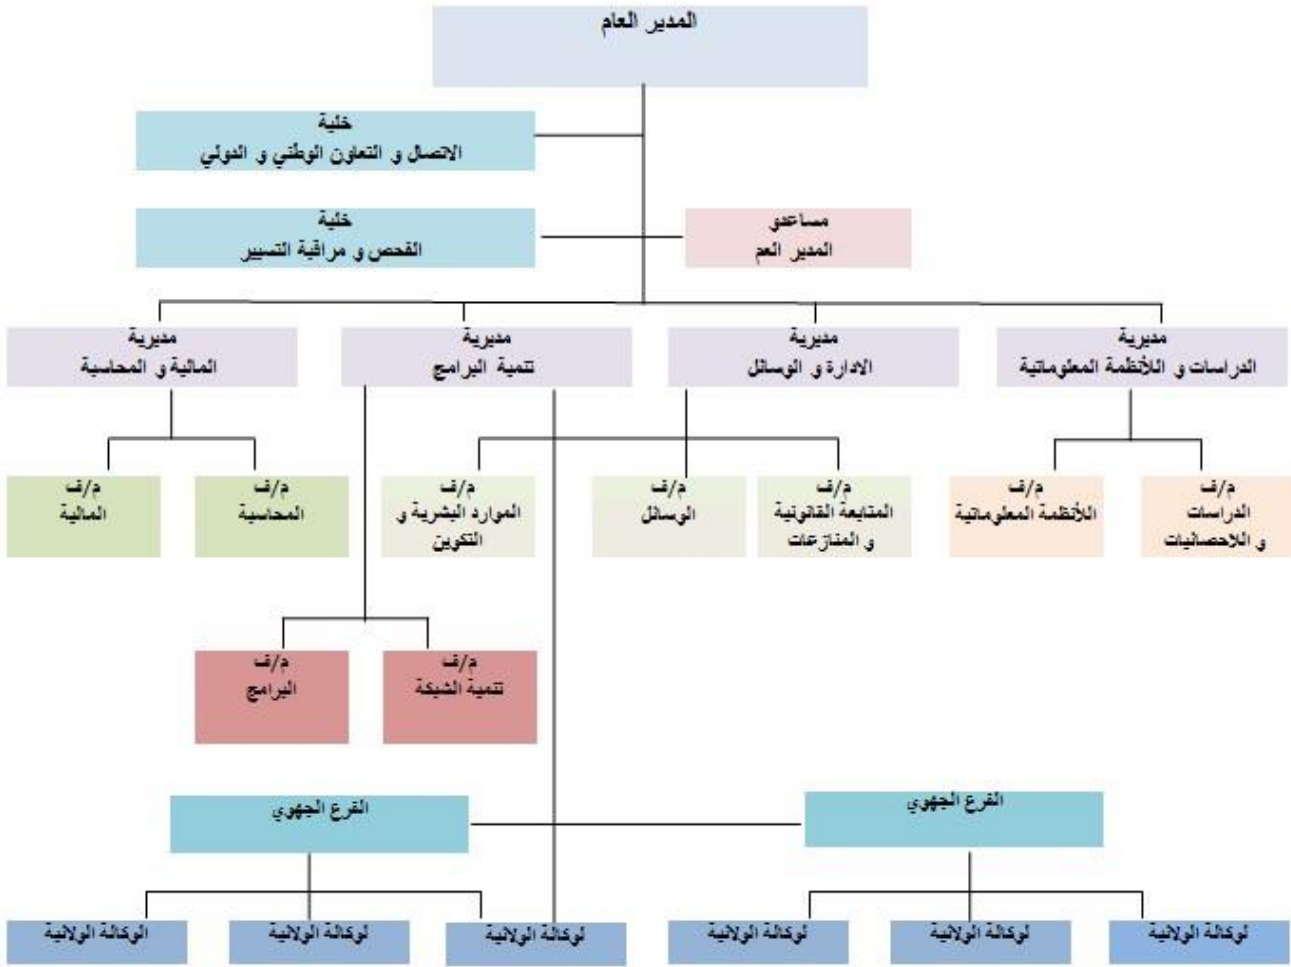 المدير العام
خلية
الاتصال و التعاون الوطني و الدولي
مساعدو
المدير العم
خلية
الفحص و مراقبة التسيير
مديرية
الدراسات و اللأنظمة المعلوماتية
مديرية
الادارة و الوسائل
مديرية
تنمية البرامج
مديرية
المالية و المحاسبة
م/ف
الدراسات
و اللاحصائيات
م/ف
اللأنظمة المعلوماتية
م/ف
المتابعة القانونية
و المنازعات
م/ف
الوسائل
م/ف
الموارد البشرية و
التكوين
م/ف
المحاسبة
م/ف
المالية
م/ف
تنمية الشبكة
م/ف
البرامج
الفرع الجهوي
الفرع الجهوي
لوكالة الولائية
لوكالة الولائية
لوكالة الولائية
لوكالة الولائية
لوكالة الولائية
الوكالة الولائية